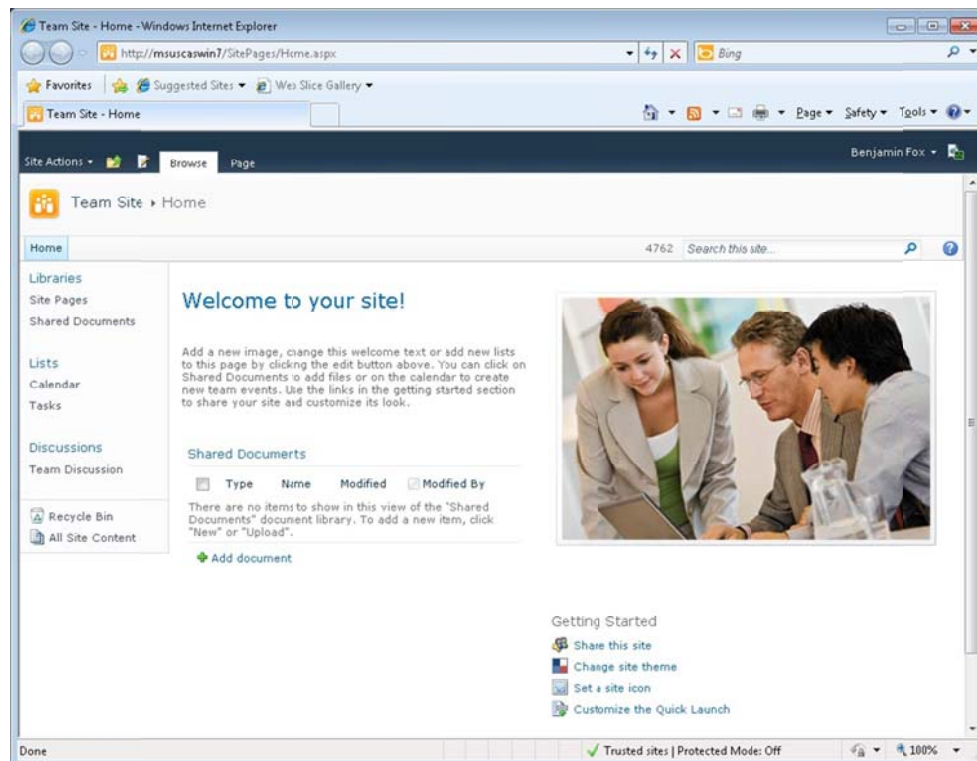 Team Site - Home - Windows Internet Explorer
http://msuscaswin7/SitePages/Home.aspx
Bing
Favorites Suggested Sites Web Slice Gallery
Team Site - Home Page Safety Tools
Site Actions Browse Page Benjamin Fox
Team Site Home
Home 4762 Search this site...
Libraries
Site Pages
Shared Documents
Lists
Calendar
Tasks
Discussions
Team Discussion
Recycle Bin
All Site Content
Welcome to your site!
Add a new image, change this welcome text or add new lists
to this page by clicking the edit button above. You can click on
Shared Documents to add files or on the calendar to create
new team events. Use the links in the getting started section
to share your site and customize its look.
Shared Documents
Type Name Modified Modified By
There are no items to show in this view of the "Shared
Documents" document library. To add a new item, click
"New" or "Upload".
Add document
Getting Started
Share this site
Change site theme
Set a site icon
Customize the Quick Launch
Done Trusted sites | Protected Mode: Off 100%